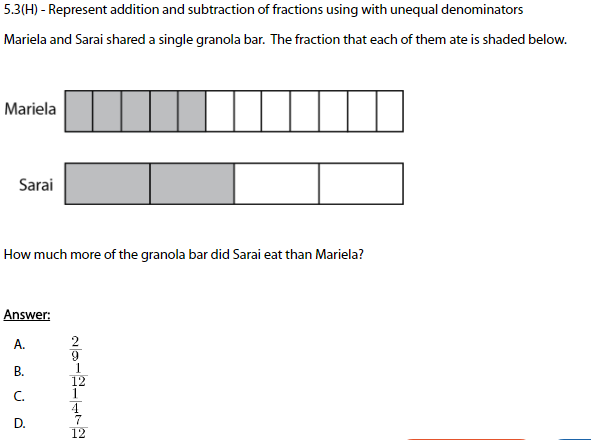 5.3(H) - Represent addition and subtraction of fractions using with unequal denominators
Mariela and Sarai shared a single granola bar. The fraction that each of them ate is shaded below.
Mariela
Sarai
How much more of the granola bar did Sarai eat than Mariela?
Answer:
A. 2/9
B. 1/12
C. 1/4
D. 7/12